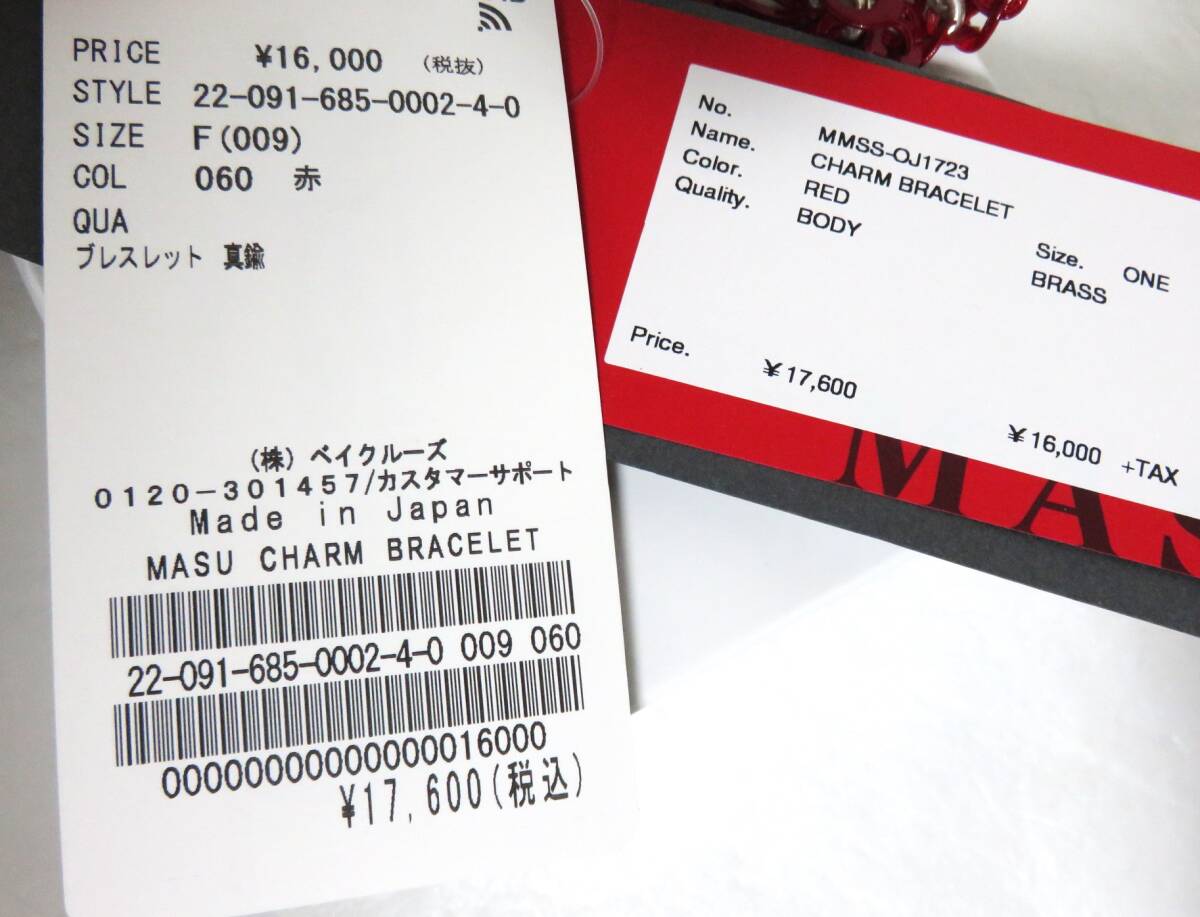 PRICE ¥16,000 (税抜)
STYLE 22-091-685-0002-4-0
SIZE F(009)
COL 060 赤
QUA
ブレスレット 真鍮
(株)ベイクルーズ
0120-301457/カスタマーサポート
Made in Japan
MASU CHARM BRACELET
22-091-685-0002-4-0 009 060
00000000000000016000
¥17,600(税込)
No. MMSS-OJ1723
Name. CHARM BRACELET
Color. RED Size. ONE
Quality. BODY BRASS
Price. ¥17,600 ¥16,000 +TAX
MAS